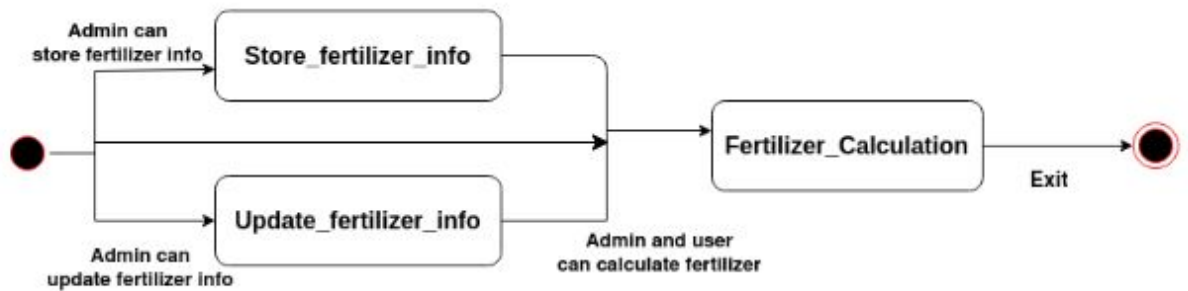 Admin can
store fertilizer info
Store_fertilizer_info
Fertilizer_Calculation
Exit
Update_fertilizer_info
Admin can
update fertilizer info
Admin and user
can calculate fertilizer